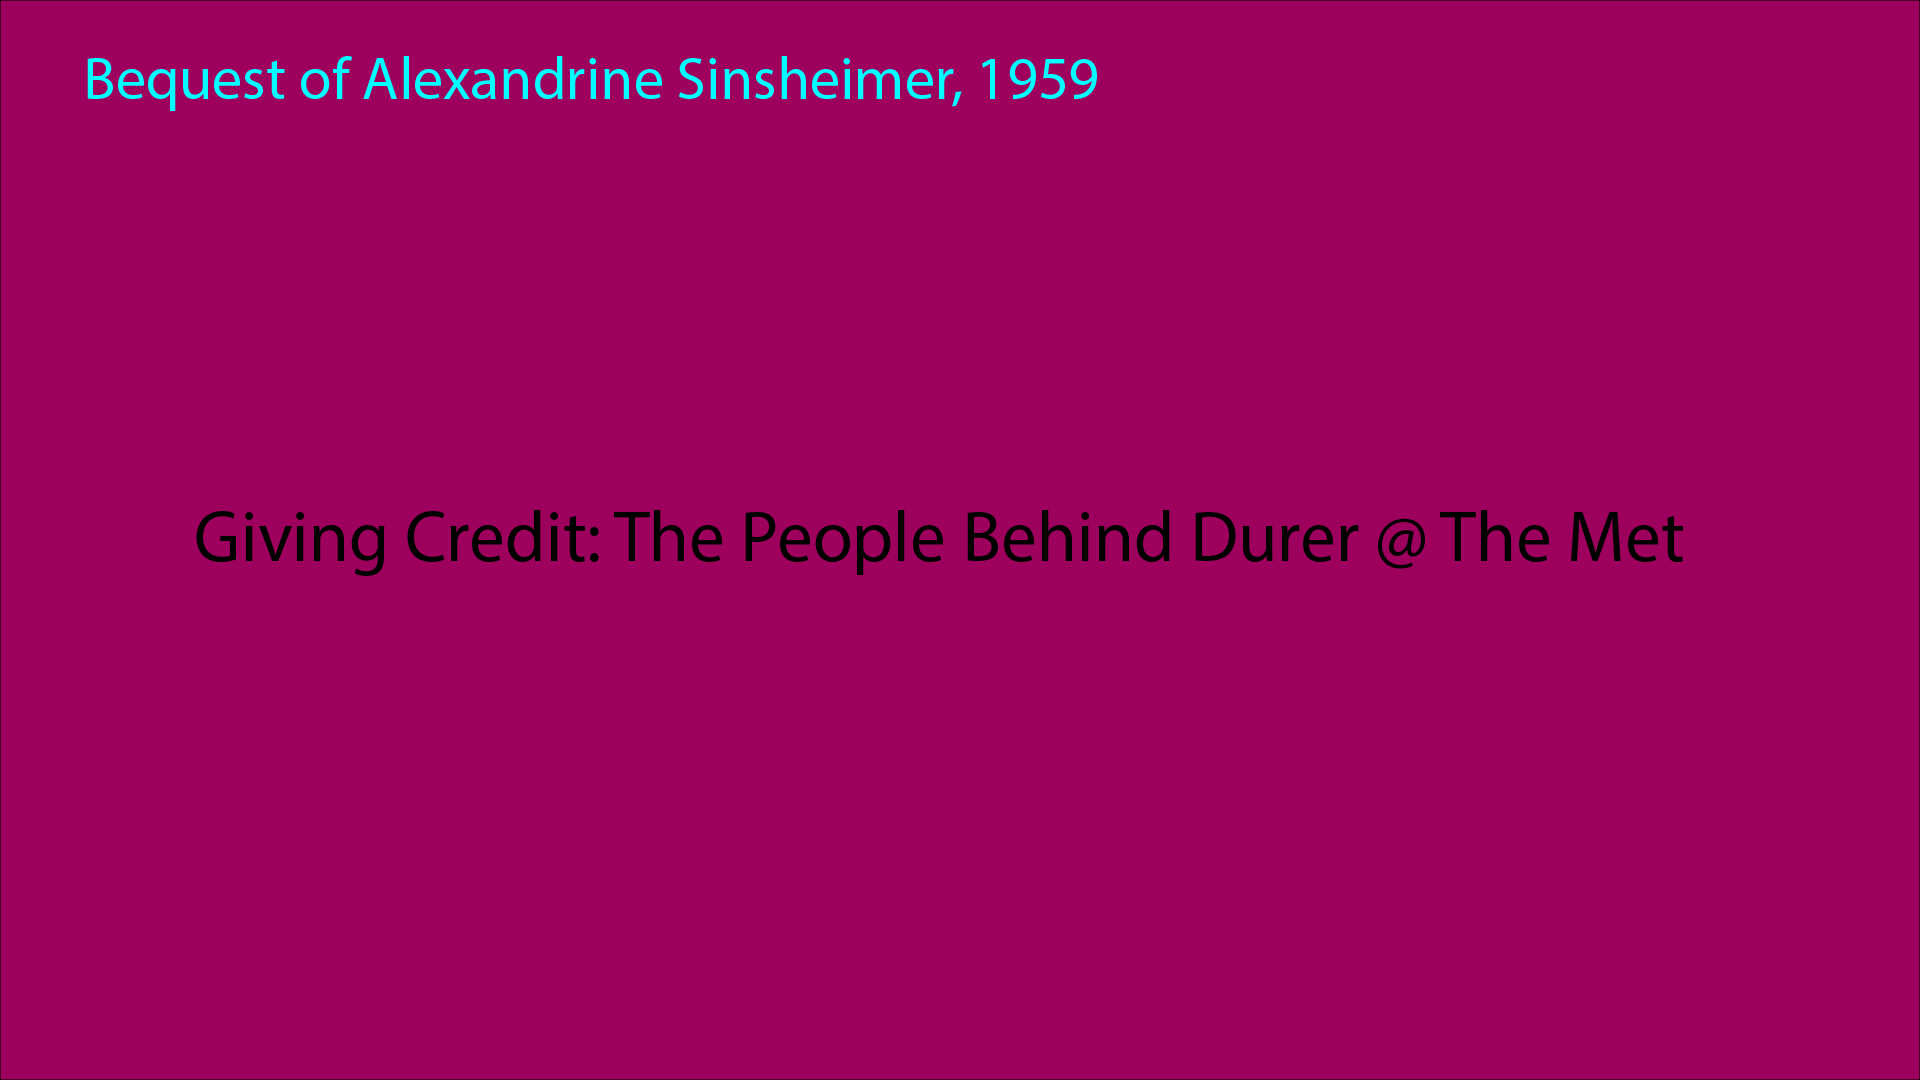 Bequest of Alexandrine Sinsheimer, 1959
Giving Credit: The People Behind Durer @ The Met